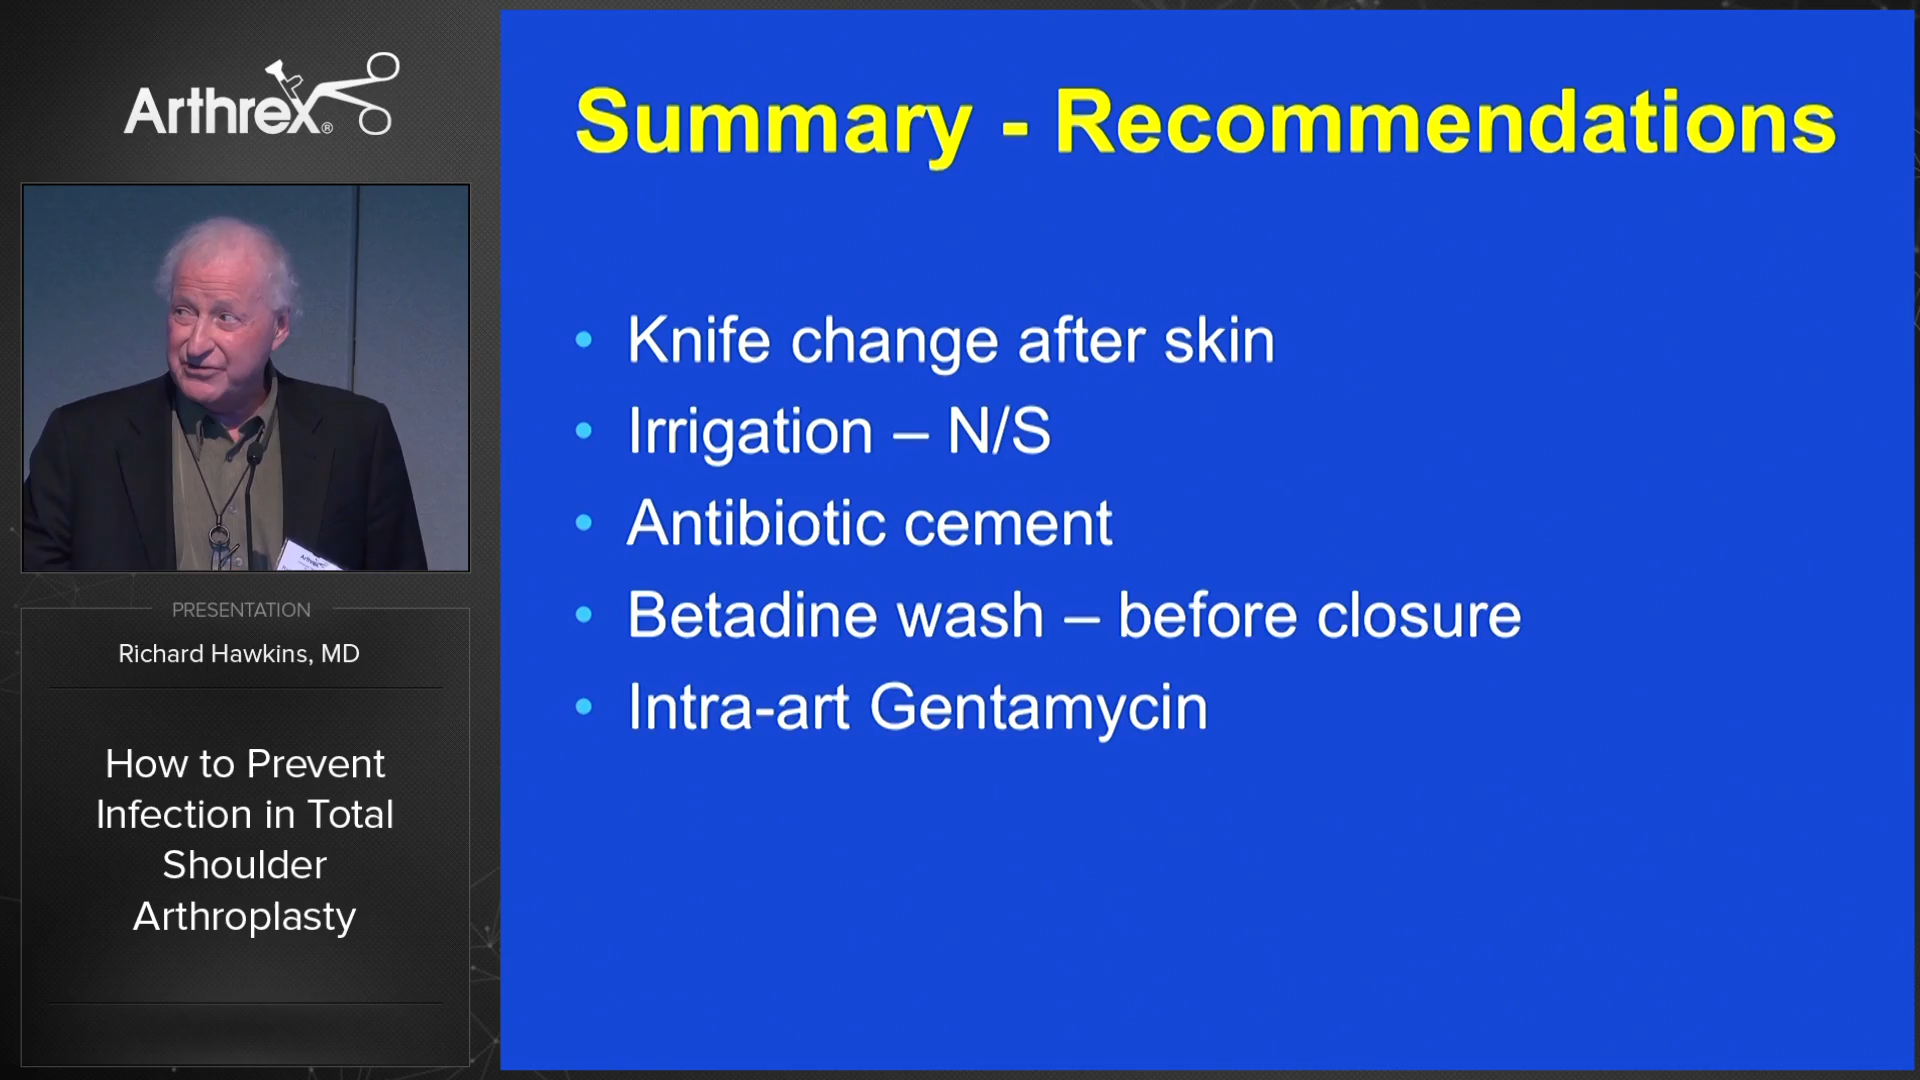 Arthrex®
PRESENTATION
Richard Hawkins, MD
How to Prevent
Infection in Total
Shoulder
Arthroplasty
Summary - Recommendations
• Knife change after skin
• Irrigation – N/S
• Antibiotic cement
• Betadine wash – before closure
• Intra-art Gentamycin